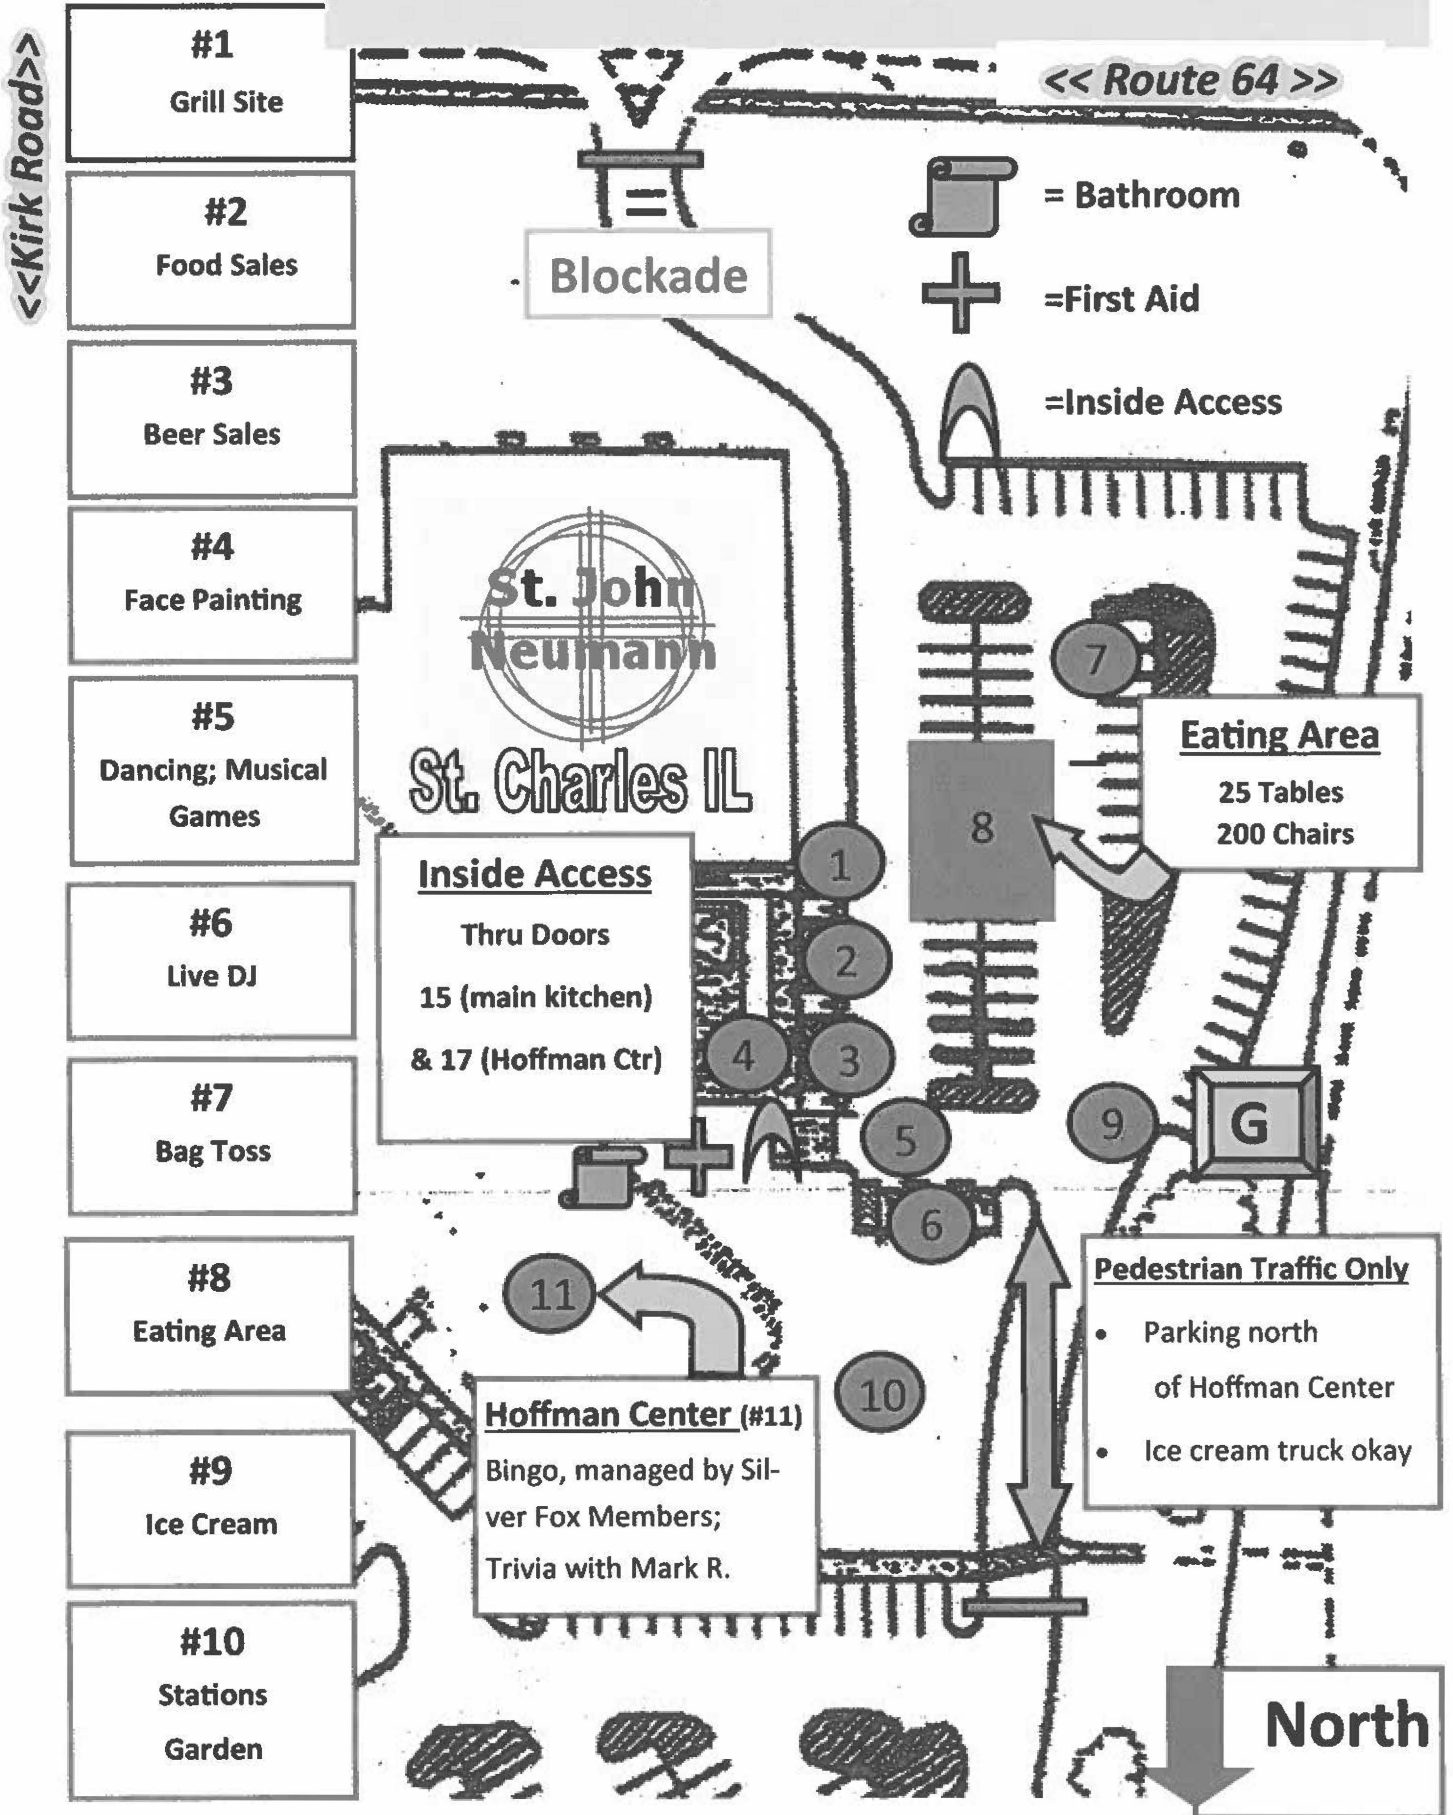 <<Kirk Road>>
#1
Grill Site
#2
Food Sales
#3
Beer Sales
#4
Face Painting
#5
Dancing; Musical
Games
#6
Live DJ
#7
Bag Toss
#8
Eating Area
#9
Ice Cream
#10
Stations
Garden
<< Route 64 >>
= Bathroom
=First Aid
=Inside Access
=
Blockade
St. John
Neumann
St. Charles IL
7
Eating Area
25 Tables
200 Chairs
8
1
2
3
4
Inside Access
Thru Doors
15 (main kitchen)
& 17 (Hoffman Ctr)
5
9
G
6
11
10
Pedestrian Traffic Only
• Parking north
of Hoffman Center
• Ice cream truck okay
Hoffman Center (#11)
Bingo, managed by Sil-
ver Fox Members;
Trivia with Mark R.
North